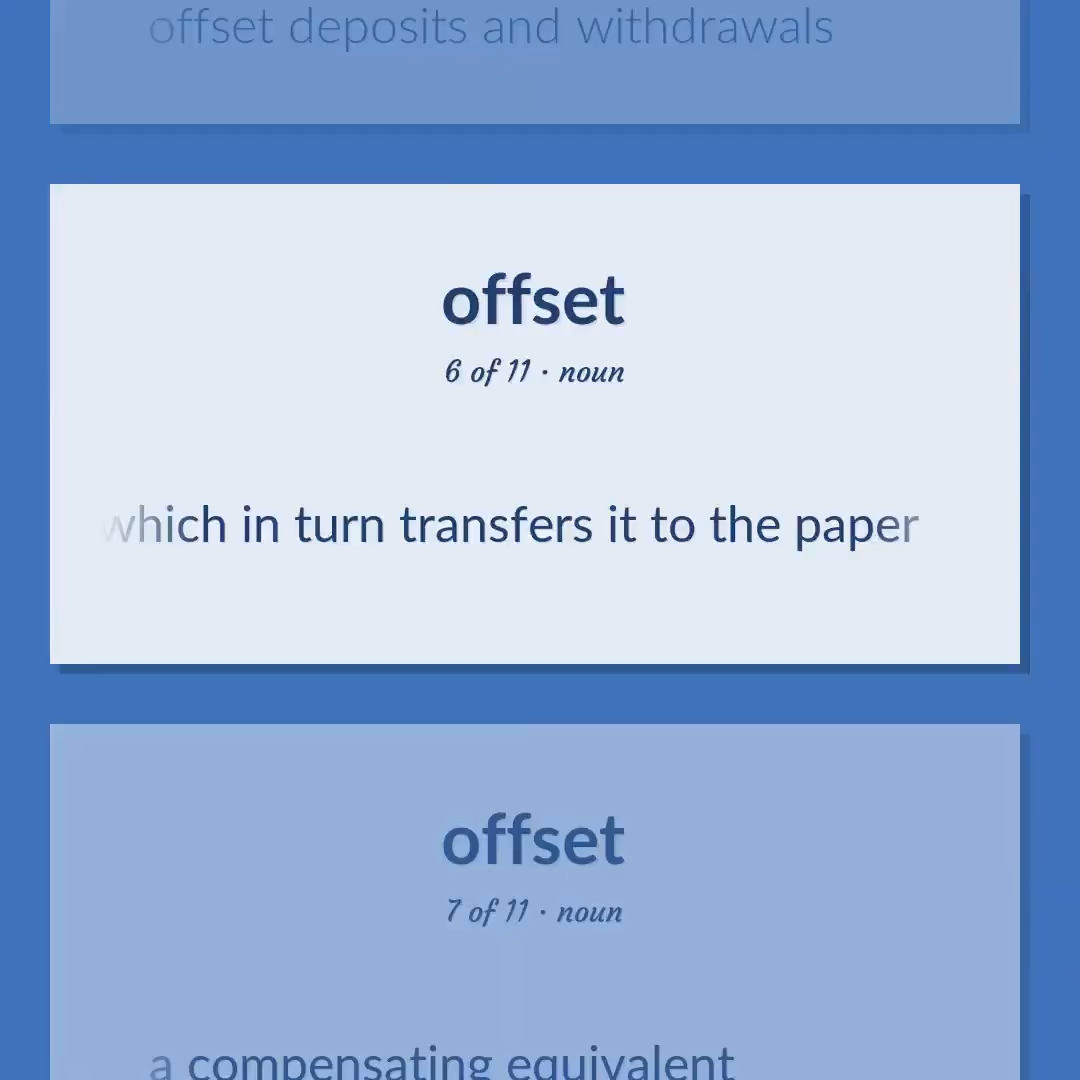 offset deposits and withdrawals
offset
6 of 11 · noun
which in turn transfers it to the paper
offset
7 of 11 · noun
a compensating equivalent